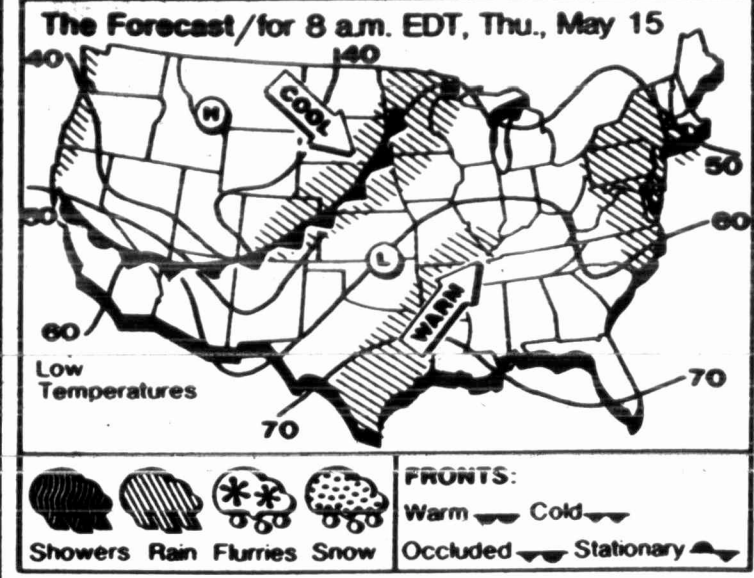 The Forecast/for 8 a.m. EDT, Thu., May 15
40
40
COOL
H
50
50
60
L
WARM
60
Low
Temperatures
70
70
Showers Rain Flurries Snow
FRONTS:
Warm Cold
Occluded Stationary